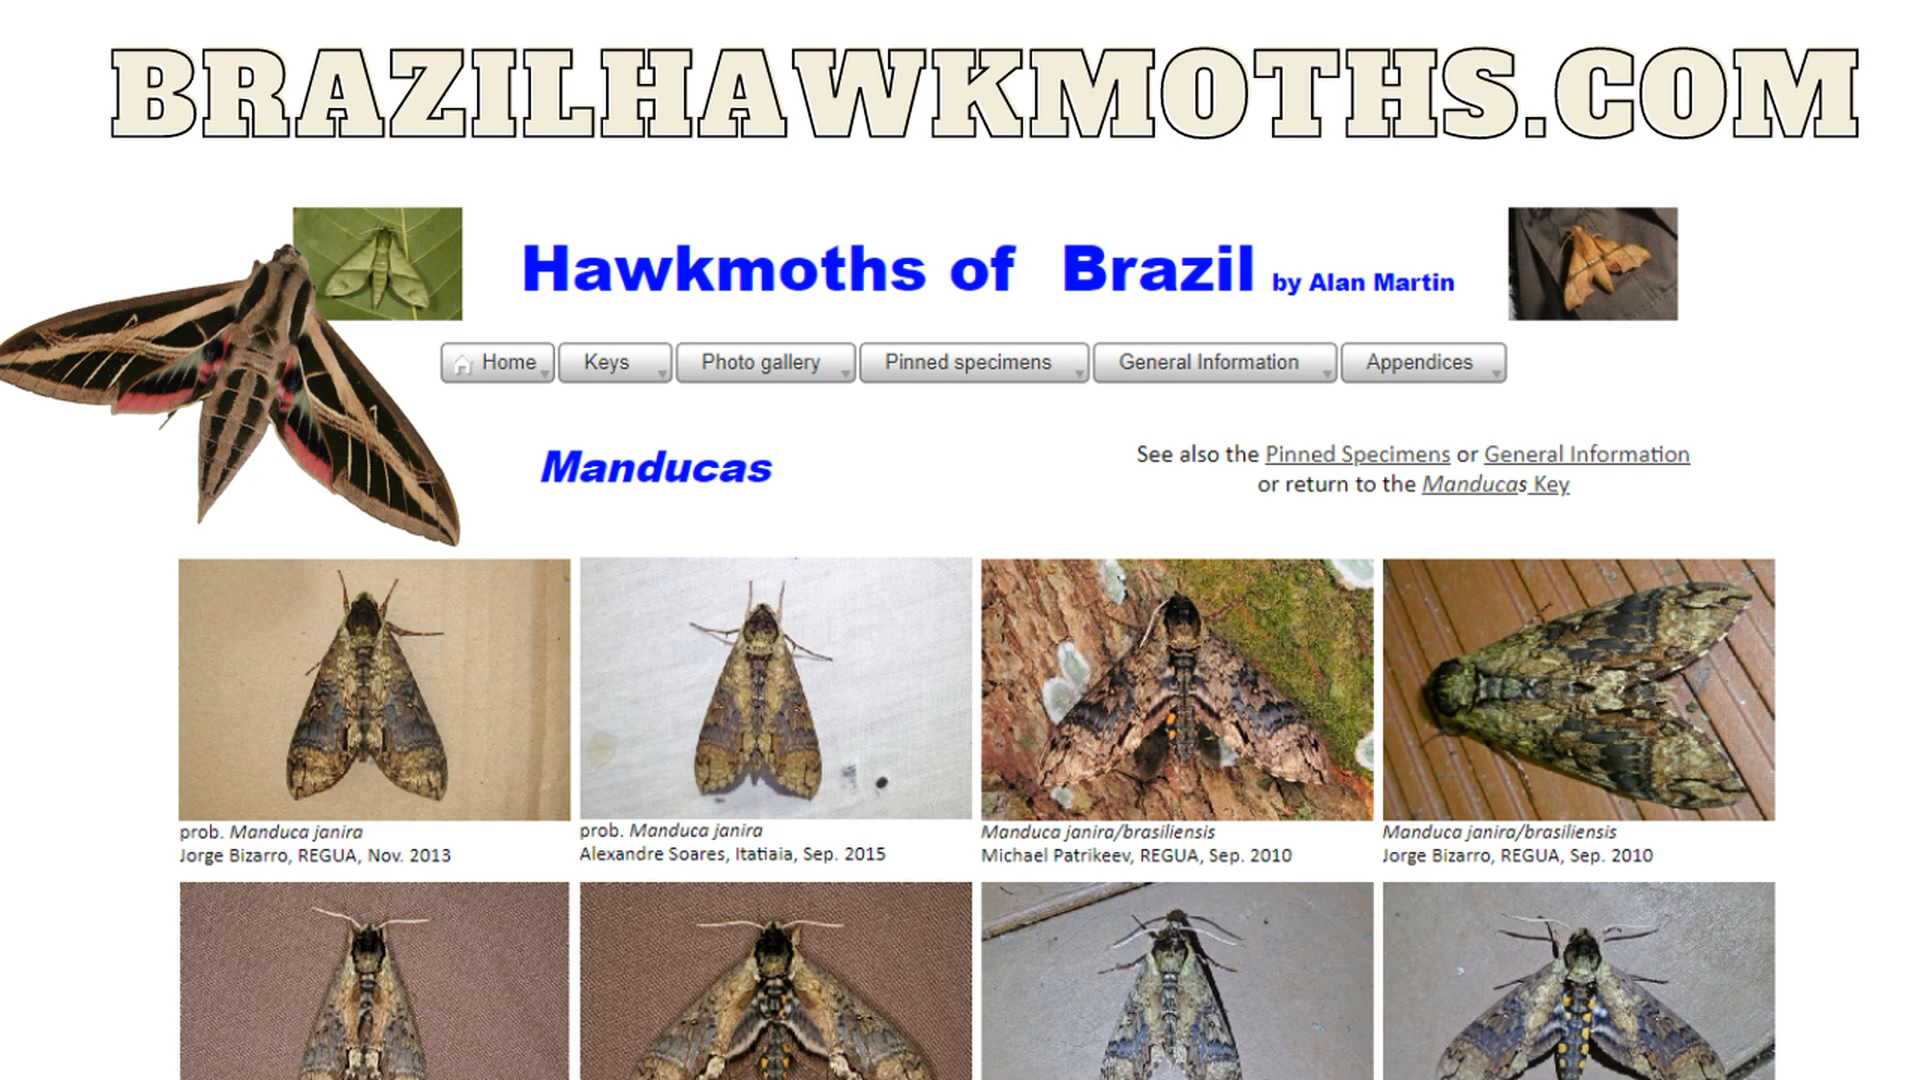 BRAZILHAWKMOTHS.COM
Hawkmoths of Brazil by Alan Martin
Home Keys Photo gallery Pinned specimens General Information Appendices
Manducas
See also the Pinned Specimens or General Information
or return to the Manducas Key
prob. Manduca janira
Jorge Bizarro, REGUA, Nov. 2013
prob. Manduca janira
Alexandre Soares, Itatiaia, Sep. 2015
Manduca janira/brasiliensis
Michael Patrikeev, REGUA, Sep. 2010
Manduca janira/brasiliensis
Jorge Bizarro, REGUA, Sep. 2010